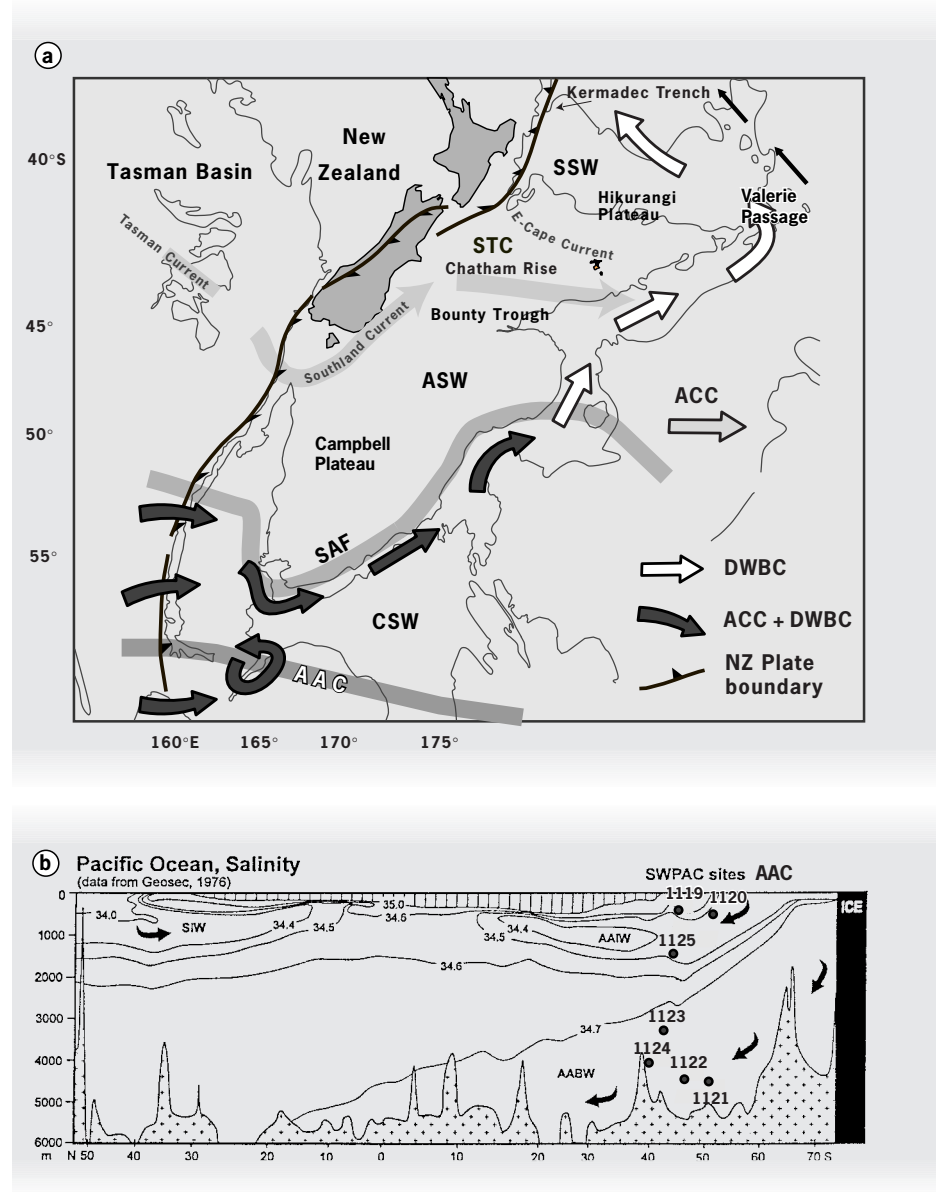 a
Kermadec Trench
New
Zealand
40°S
Tasman Basin
SSW
Hikurangi
Plateau
Valerie
Passage
Tasman Current
E-Cape Current
STC
Chatham Rise
Southland Current
Bounty Trough
45°
ASW
ACC
50°
Campbell
Plateau
SAF
55°
DWBC
CSW
ACC + DWBC
AAC
NZ Plate
boundary
160°E 165° 170° 175°
b
Pacific Ocean, Salinity
(data from Geosec, 1976)
SWPAC sites AAC
1119 1120
0
35.0
ICE
34.0
34.6
SIW
34.4
34.5
34.4
34.5
AAIW
1125
1000
34.6
2000
3000
1123
34.7
1124
4000
1122
AABW
1121
5000
6000
m N 50 40 30 20 10 0 10 20 30 40 50 60 70 S